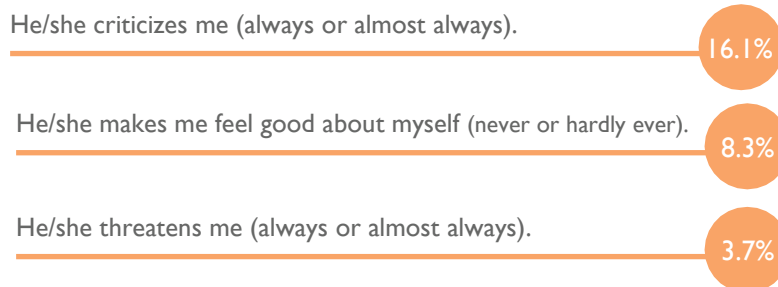 He/she criticizes me (always or almost always).
16.1%
He/she makes me feel good about myself (never or hardly ever).
8.3%
He/she threatens me (always or almost always).
3.7%